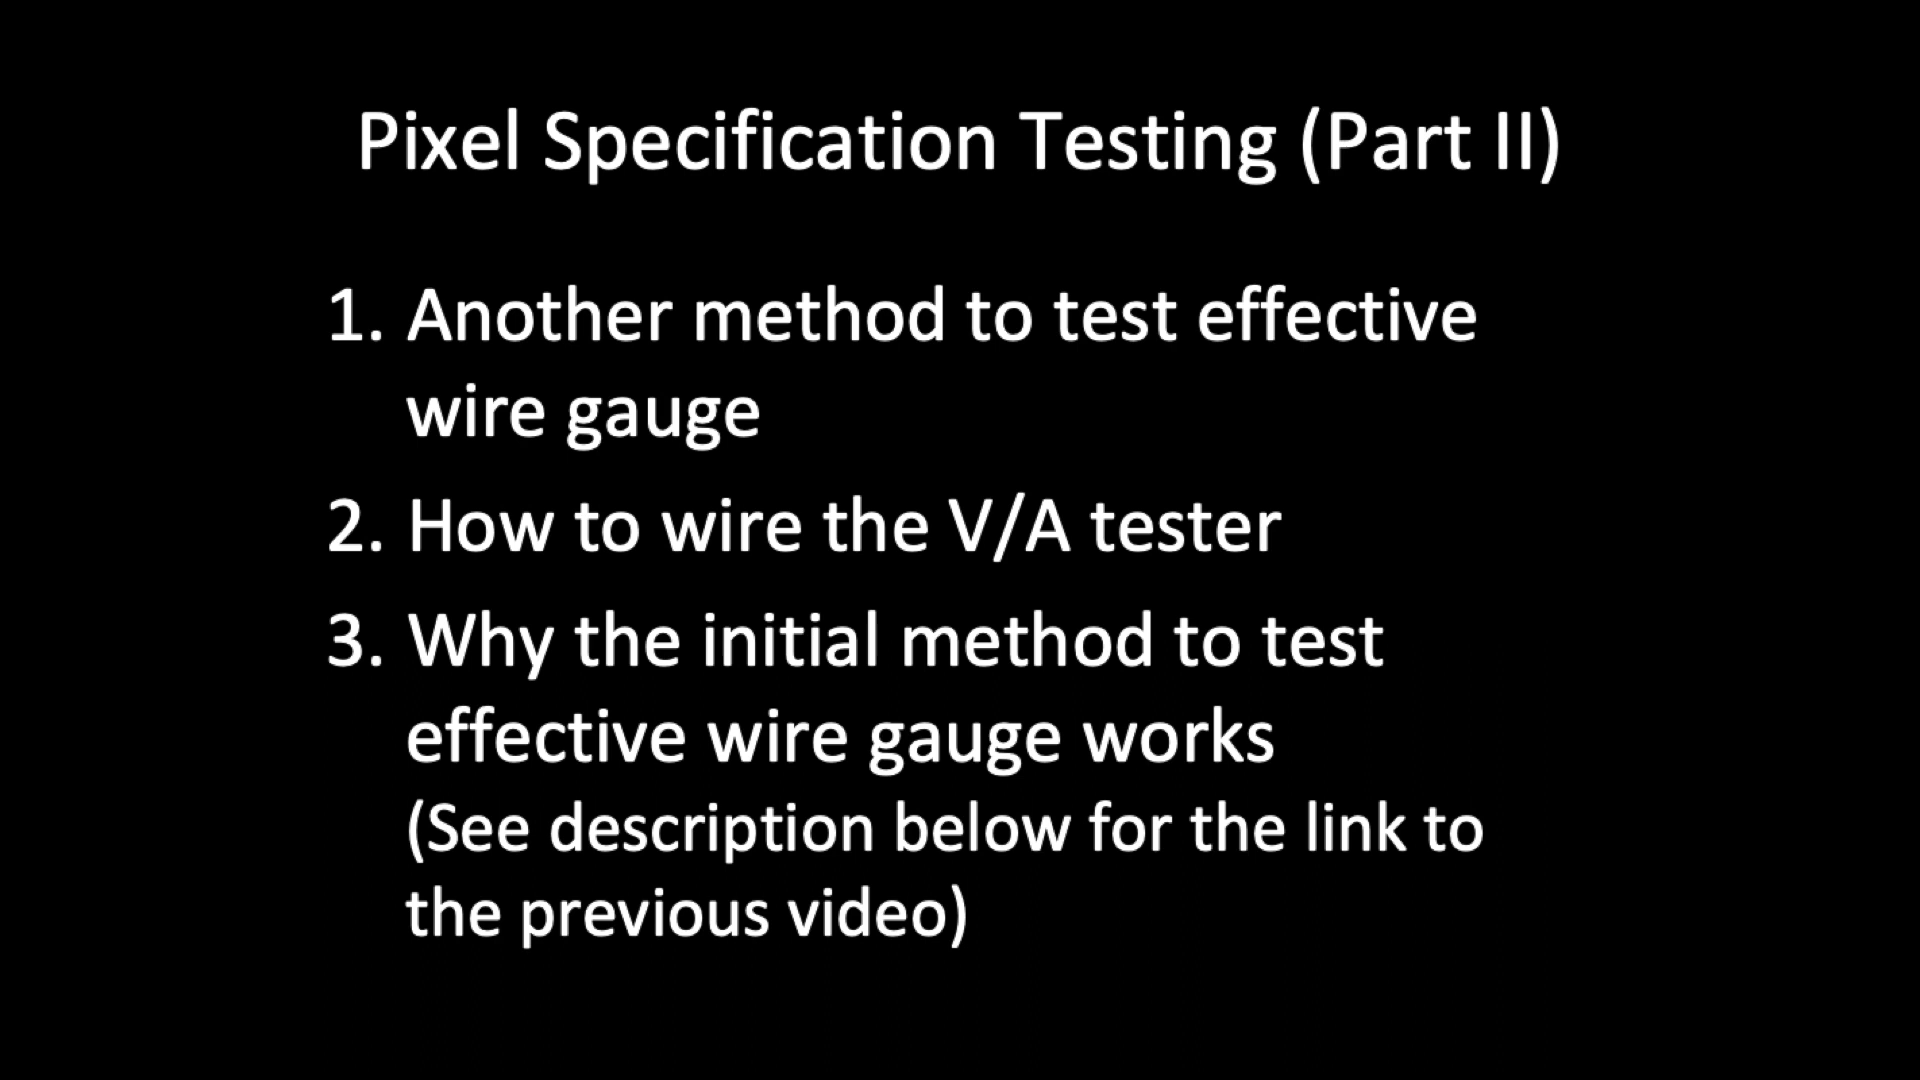 Pixel Specification Testing (Part II)
1. Another method to test effective
wire gauge
2. How to wire the V/A tester
3. Why the initial method to test
effective wire gauge works
(See description below for the link to
the previous video)